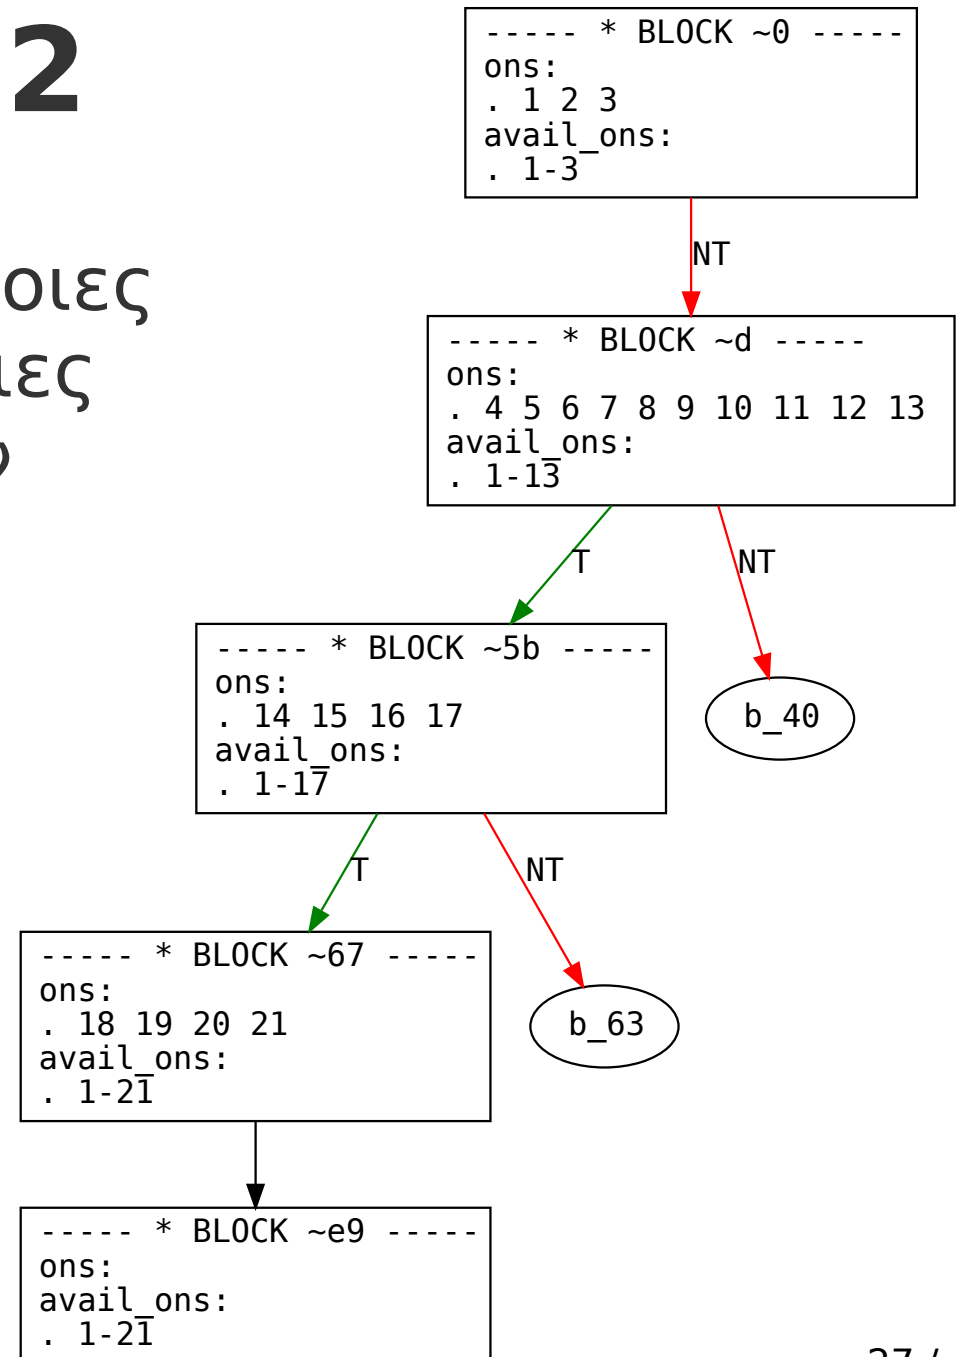 2
----- * BLOCK ~0 -----
ons:
. 1 2 3
avail_ons:
. 1-3
NT
----- * BLOCK ~d -----
ons:
. 4 5 6 7 8 9 10 11 12 13
avail_ons:
. 1-13
T
NT
----- * BLOCK ~5b -----
ons:
. 14 15 16 17
avail_ons:
. 1-17
b_40
T
NT
----- * BLOCK ~67 -----
ons:
. 18 19 20 21
avail_ons:
. 1-21
b_63
----- * BLOCK ~e9 -----
ons:
avail_ons:
. 1-21